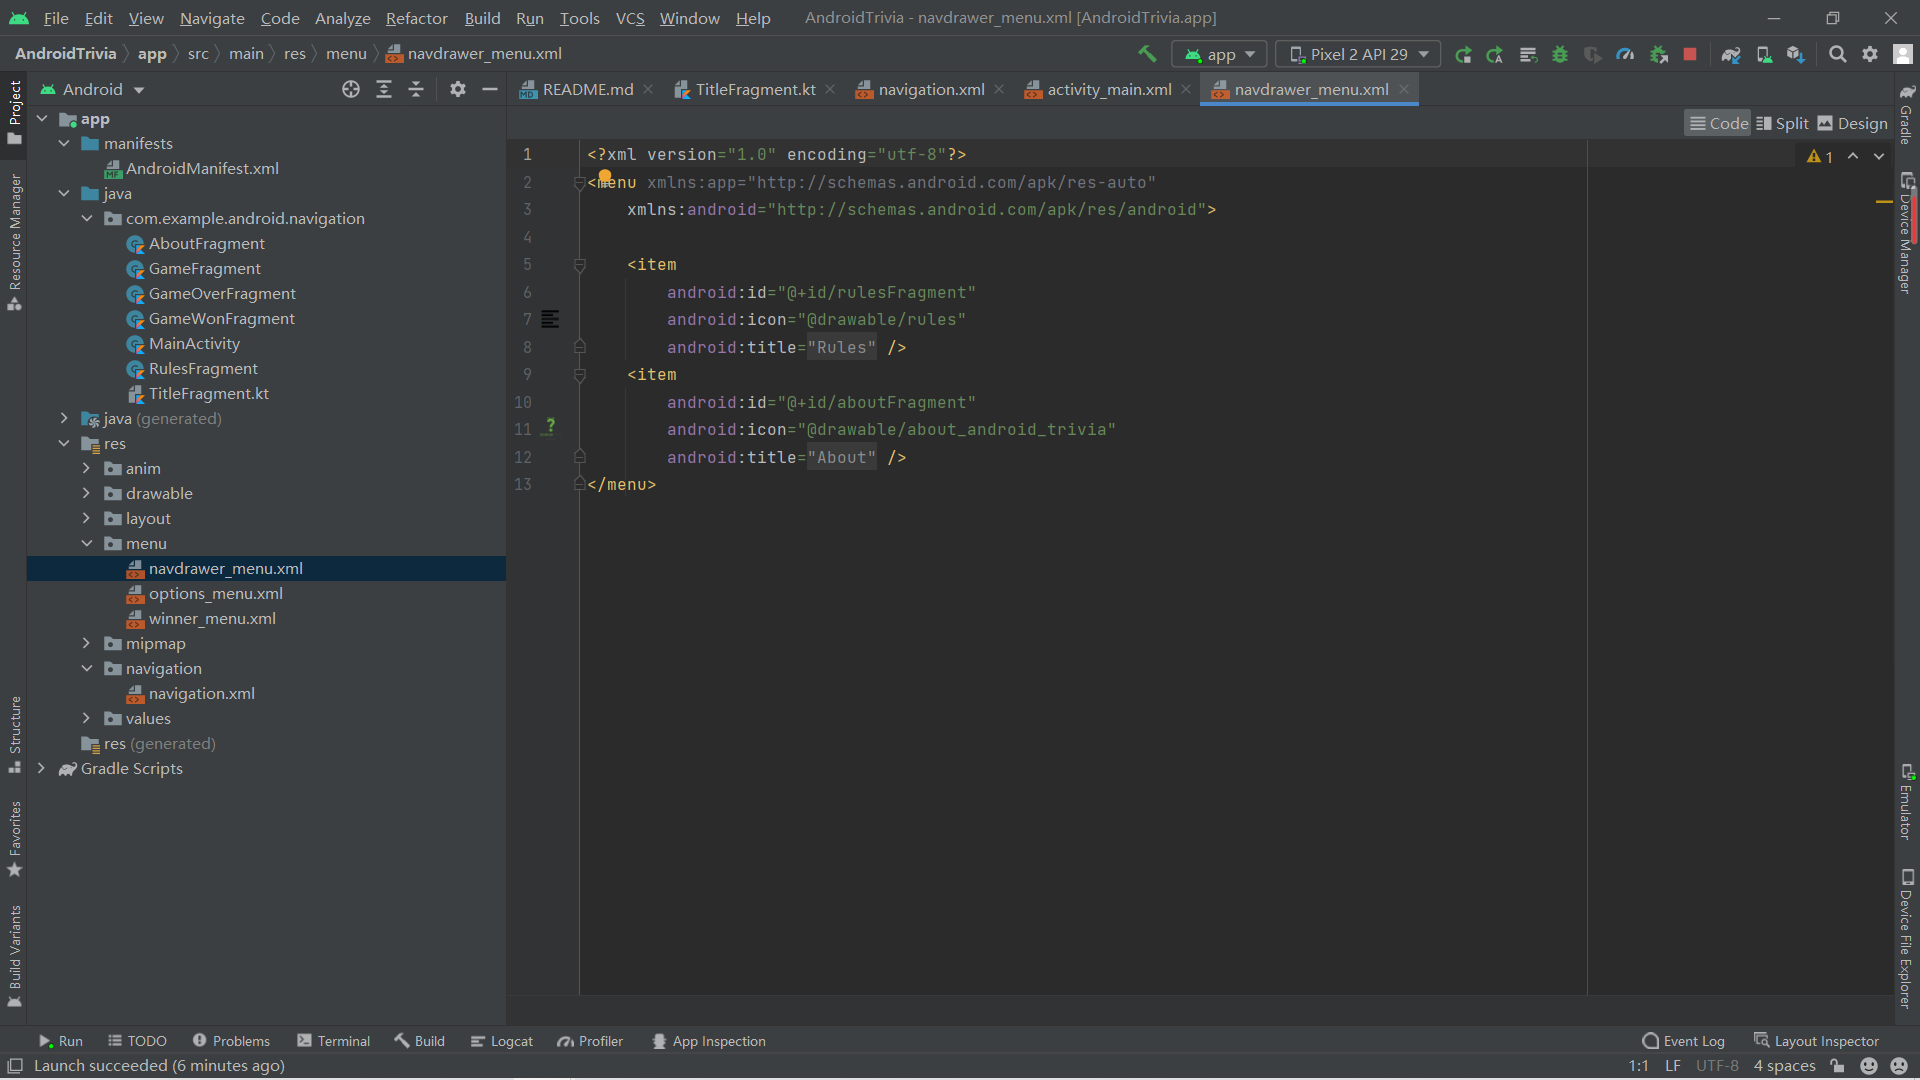 File Edit View Navigate Code Analyze Refactor Build Run Tools VCS Window Help AndroidTrivia - navdrawer_menu.xml [AndroidTrivia.app]
AndroidTrivia app src main res menu navdrawer_menu.xml app Pixel 2 API 29
Android README.md TitleFragment.kt navigation.xml activity_main.xml navdrawer_menu.xml
Code Split Design
Project
Resource Manager
Structure
Favorites
Build Variants
app
manifests
AndroidManifest.xml
java
com.example.android.navigation
AboutFragment
GameFragment
GameOverFragment
GameWonFragment
MainActivity
RulesFragment
TitleFragment.kt
java (generated)
res
anim
drawable
layout
menu
navdrawer_menu.xml
options_menu.xml
winner_menu.xml
mipmap
navigation
navigation.xml
values
res (generated)
Gradle Scripts
1 <?xml version="1.0" encoding="utf-8"?>
2 <menu xmlns:app="http://schemas.android.com/apk/res-auto"
3 xmlns:android="http://schemas.android.com/apk/res/android">
4
5 <item
6 android:id="@+id/rulesFragment"
7 android:icon="@drawable/rules"
8 android:title="Rules" />
9 <item
10 android:id="@+id/aboutFragment"
11 android:icon="@drawable/about_android_trivia"
12 android:title="About" />
13 </menu>
1
Gradle
Device Manager
Emulator
Device File Explorer
Run TODO Problems Terminal Build Logcat Profiler App Inspection Event Log Layout Inspector
Launch succeeded (6 minutes ago) 1:1 LF UTF-8 4 spaces